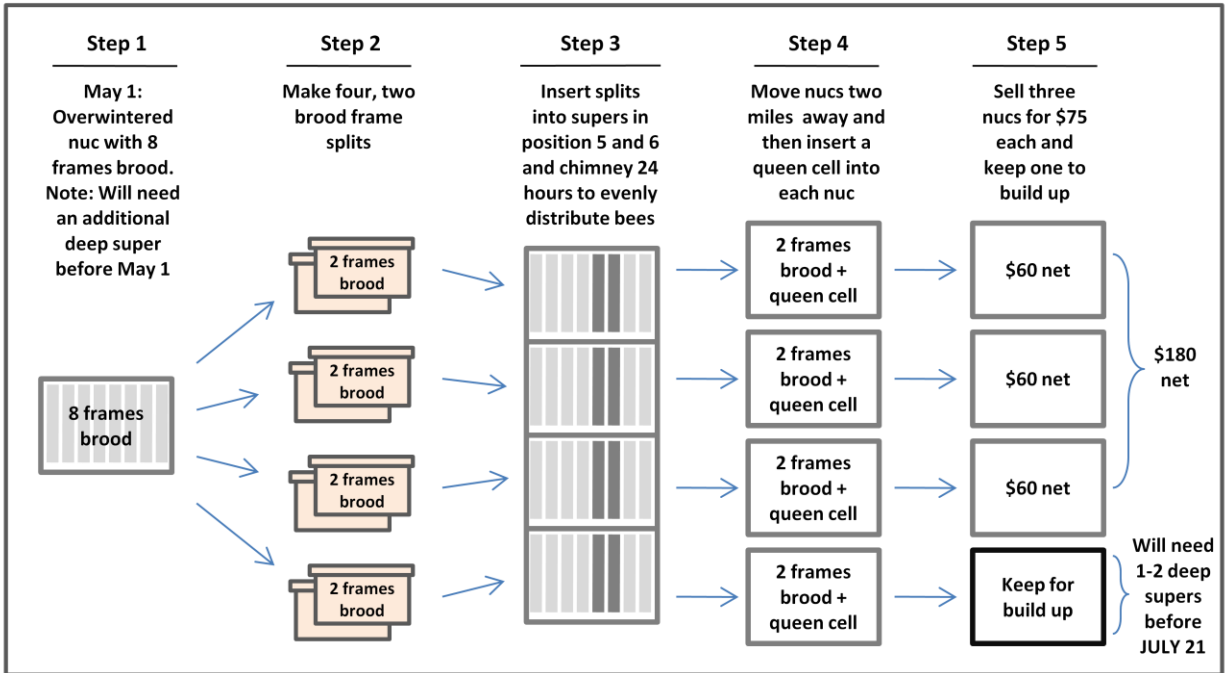 Step 1
May 1:
Overwintered
nuc with 8
frames brood.
Note: Will need
an additional
deep super
before May 1
8 frames
brood
Step 2
Make four, two
brood frame
splits
2 frames
brood
2 frames
brood
2 frames
brood
2 frames
brood
Step 3
Insert splits
into supers in
position 5 and 6
and chimney 24
hours to evenly
distribute bees
Step 4
Move nucs two
miles away and
then insert a
queen cell into
each nuc
2 frames
brood +
queen cell
2 frames
brood +
queen cell
2 frames
brood +
queen cell
2 frames
brood +
queen cell
Step 5
Sell three
nucs for $75
each and
keep one to
build up
$60 net
$60 net
$60 net
Keep for
build up
$180
net
Will need
1-2 deep
supers
before
JULY 21